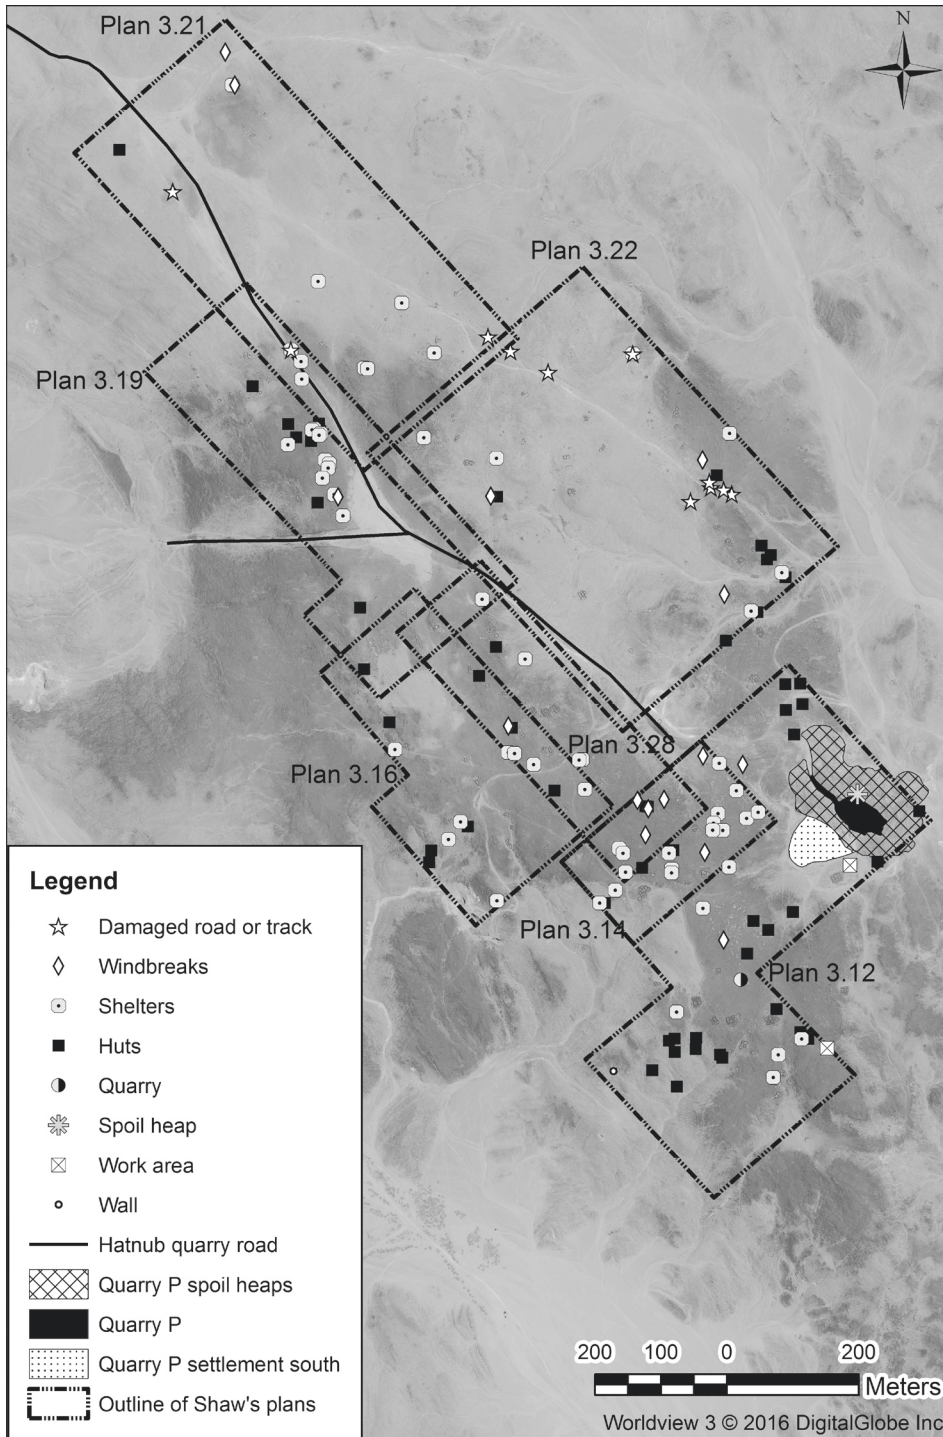 Plan 3.21
N
Plan 3.22
Plan 3.19
Plan 3.28
Plan 3.16
Plan 3.14
Plan 3.12
Legend
Damaged road or track
Windbreaks
Shelters
Huts
Quarry
Spoil heap
Work area
Wall
Hatnub quarry road
Quarry P spoil heaps
Quarry P
Quarry P settlement south
Outline of Shaw's plans
200 100 0 200
Meters
Worldview 3 © 2016 DigitalGlobe Inc